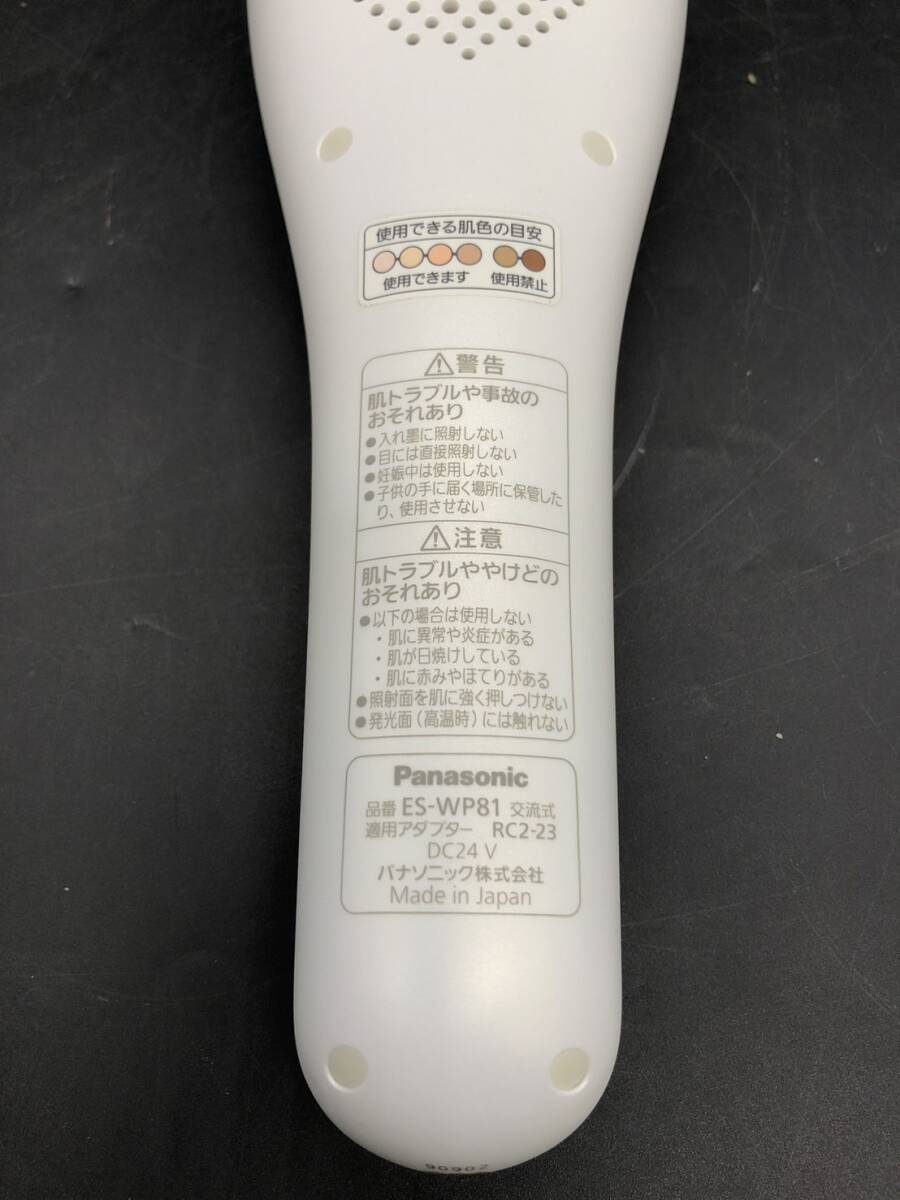 使用できる肌色の目安
使用できます 使用禁止
⚠警告
肌トラブルや事故の
おそれあり
●入れ墨に照射しない
●目には直接照射しない
●妊娠中は使用しない
●子供の手に届く場所に保管した
り、使用させない
⚠注意
肌トラブルややけどの
おそれあり
●以下の場合は使用しない
・肌に異常や炎症がある
・肌が日焼けしている
・肌に赤みやほてりがある
●照射面を肌に強く押しつけない
●発光面(高温時)には触れない
Panasonic
品番 ES-WP81 交流式
適用アダプター RC2-23
DC24 V
パナソニック株式会社
Made in Japan
90902